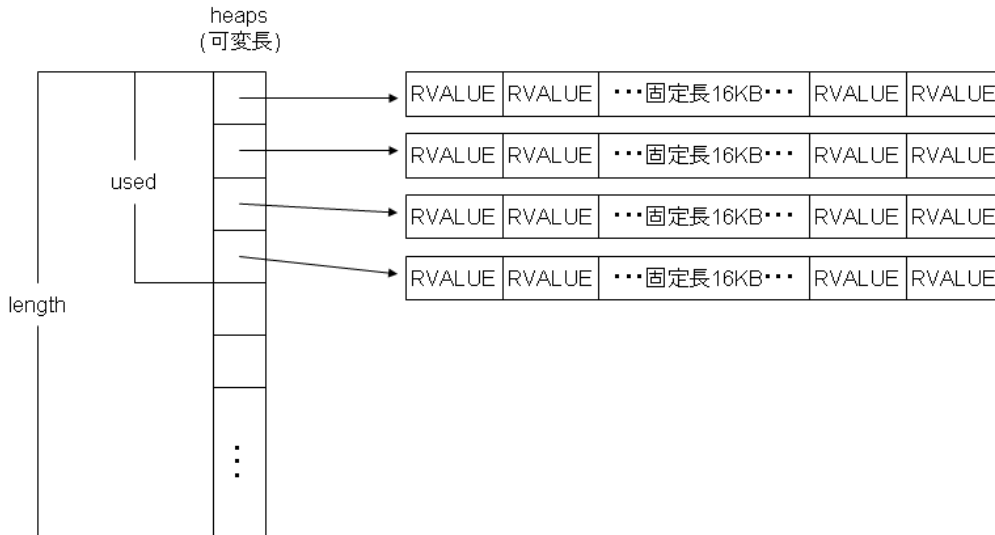 heaps
(可変長)
RVALUE RVALUE ･･･固定長16KB･･･ RVALUE RVALUE
RVALUE RVALUE ･･･固定長16KB･･･ RVALUE RVALUE
used
RVALUE RVALUE ･･･固定長16KB･･･ RVALUE RVALUE
RVALUE RVALUE ･･･固定長16KB･･･ RVALUE RVALUE
length
⋮